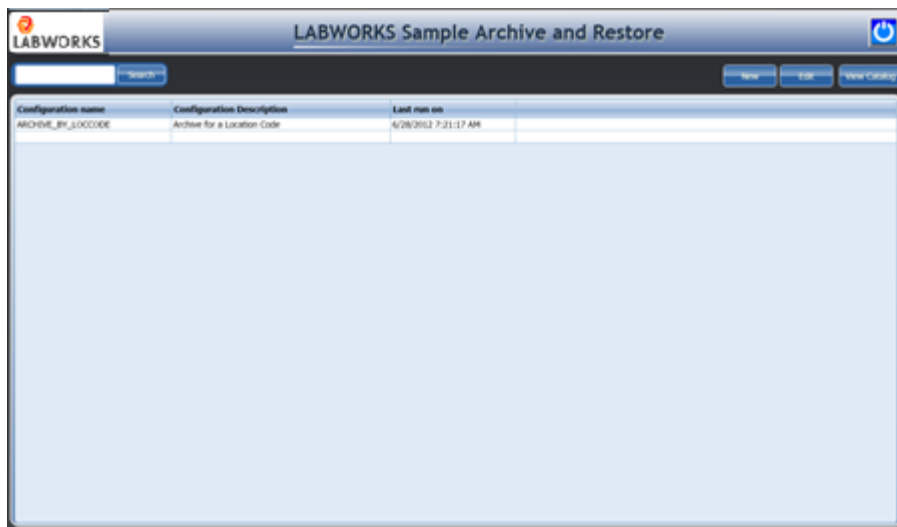 LABWORKS
LABWORKS Sample Archive and Restore
Search
New Edit View Catalog
Configuration name Configuration Description Last run on
ARCHIVE_BY_LOCCODE Archive for a Location Code 6/28/2012 7:21:17 AM